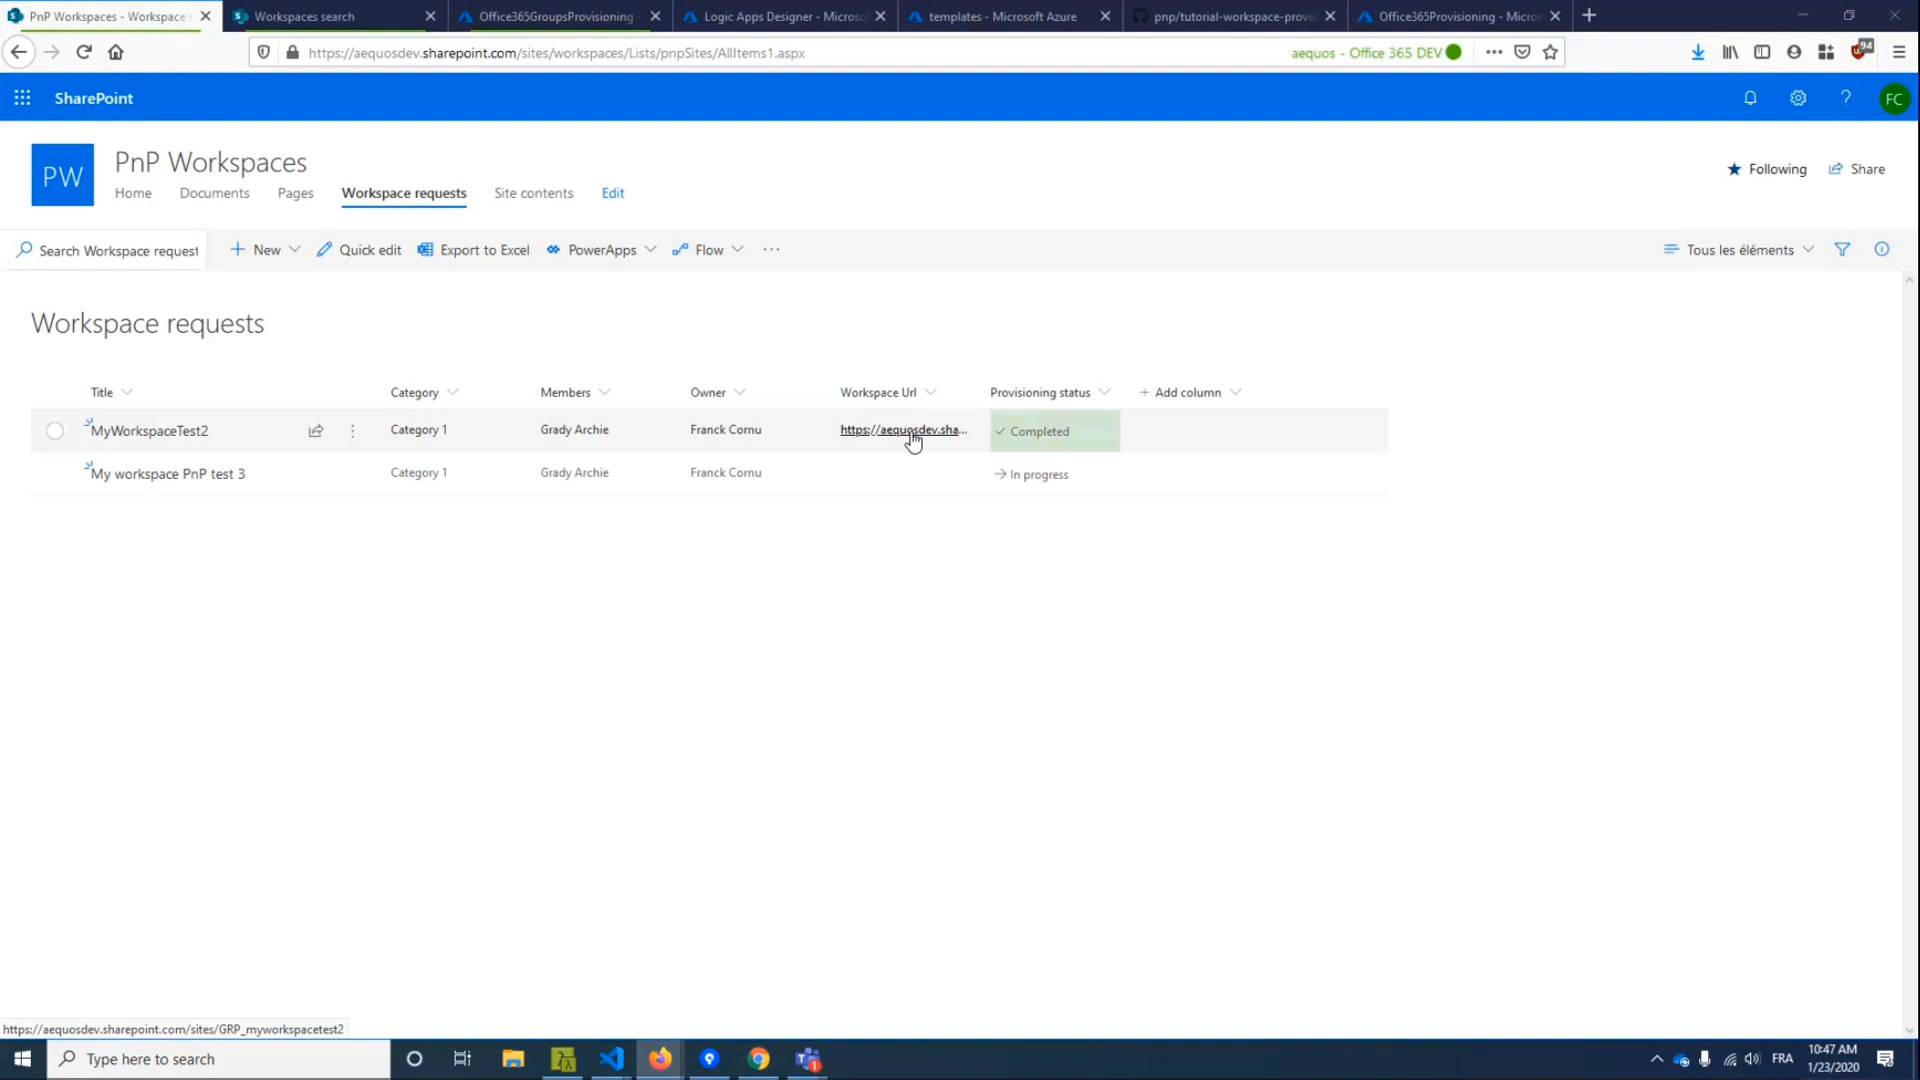 PnP Workspaces - Workspace
Workspaces search
Office365GroupsProvisioning -
Logic Apps Designer - Microso
templates - Microsoft Azure
pnp/tutorial-workspace-provis
Office365Provisioning - Micros
https://aequosdev.sharepoint.com/sites/workspaces/Lists/pnpSites/AllItems1.aspx
aequos - Office 365 DEV
94
SharePoint
FC
PW
PnP Workspaces
Following
Share
Home
Documents
Pages
Workspace requests
Site contents
Edit
Search Workspace request
New
Quick edit
Export to Excel
PowerApps
Flow
Tous les éléments
Workspace requests
Title
Category
Members
Owner
Workspace Url
Provisioning status
+ Add column
MyWorkspaceTest2
Category 1
Grady Archie
Franck Cornu
https://aequosdev.sha...
Completed
My workspace PnP test 3
Category 1
Grady Archie
Franck Cornu
In progress
https://aequosdev.sharepoint.com/sites/GRP_myworkspacetest2
Type here to search
FRA
10:47 AM
1/23/2020